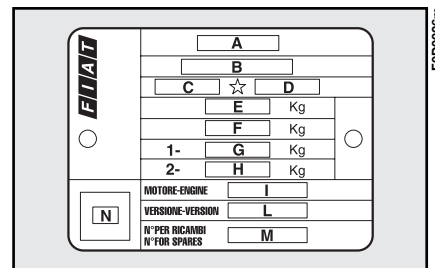 FIAT
A
B
C ☆ D
E Kg
F Kg
1- G Kg
2- H Kg
MOTORE-ENGINE I
VERSIONE-VERSION L
N
N°PER RICAMBI
N°FOR SPARES M